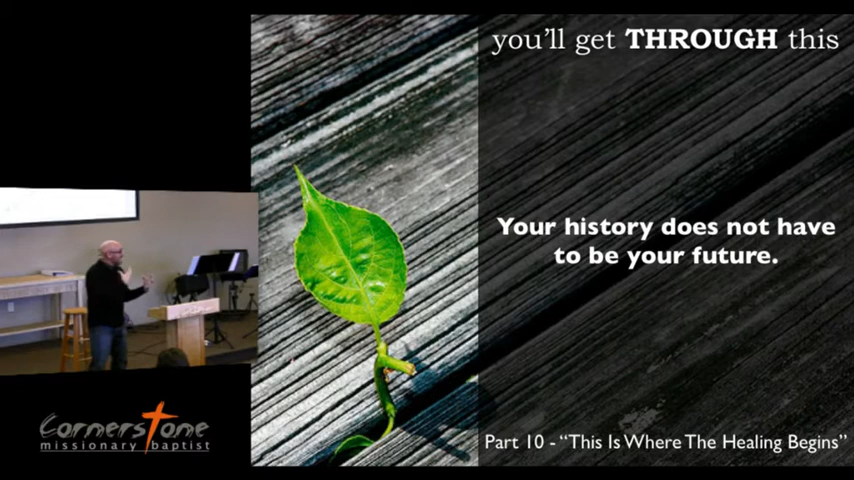 you'll get THROUGH this
Your history does not have
to be your future.
Part 10 - “This Is Where The Healing Begins”
Cornerstone
missionary baptist